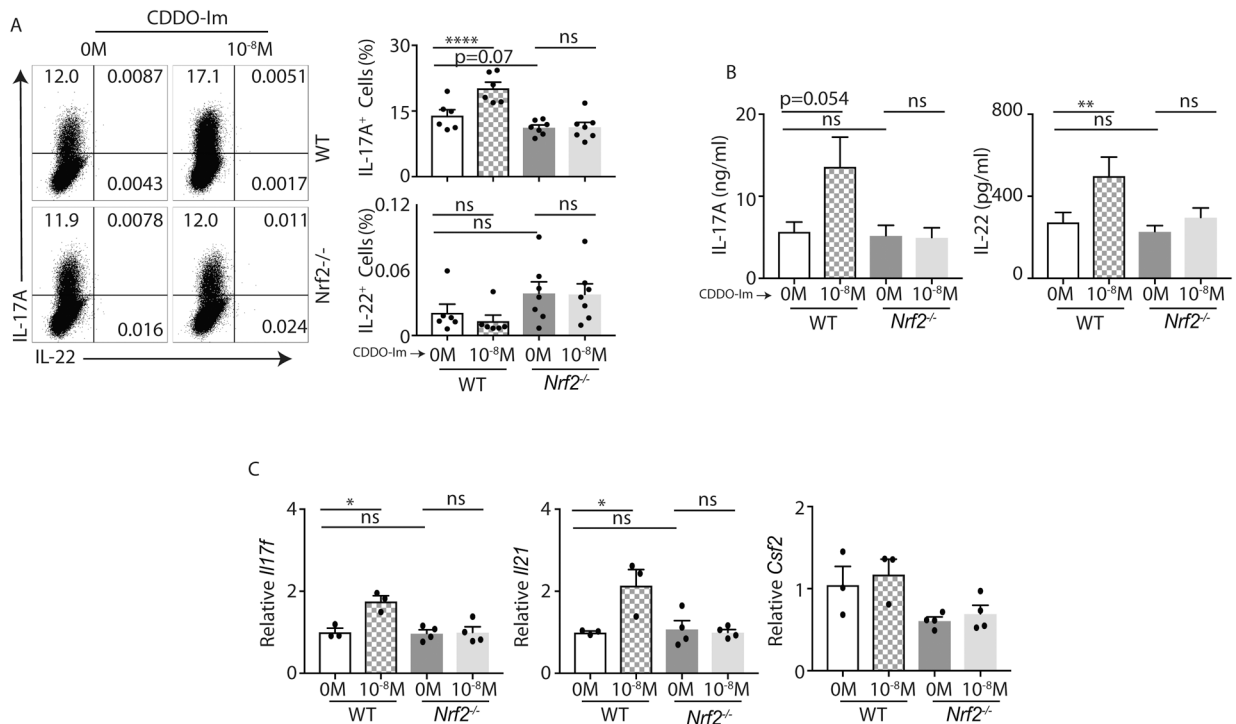 A
CDDO-Im
0M 10⁻⁸M
12.0 0.0087 17.1 0.0051
0.0043 0.0017
WT
11.9 0.0078 12.0 0.011
0.016 0.024
Nrf2-/-
IL-17A
IL-22
30
15
0
IL-17A⁺ Cells (%)
**** ns
p=0.07
0.12
0.06
0
IL-22⁺ Cells (%)
ns ns
ns
CDDO-Im → 0M 10⁻⁸M 0M 10⁻⁸M
WT Nrf2⁻/⁻
B
20
15
10
5
0
IL-17A (ng/ml)
p=0.054 ns
ns
CDDO-Im → 0M 10⁻⁸M 0M 10⁻⁸M
WT Nrf2⁻/⁻
800
400
0
IL-22 (pg/ml)
** ns
ns
0M 10⁻⁸M 0M 10⁻⁸M
WT Nrf2⁻/⁻
C
4
2
0
Relative Il17f
* ns
ns
0M 10⁻⁸M 0M 10⁻⁸M
WT Nrf2⁻/⁻
4
2
0
Relative Il21
* ns
ns
0M 10⁻⁸M 0M 10⁻⁸M
WT Nrf2⁻/⁻
2
1
0
Relative Csf2
0M 10⁻⁸M 0M 10⁻⁸M
WT Nrf2⁻/⁻